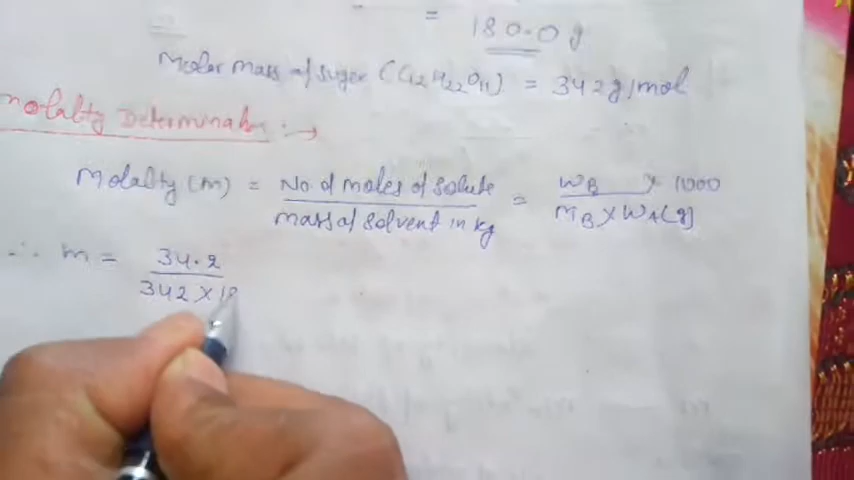 = 180.0 g
Molar mass of suger (C12H22O11) = 342 g/mol
molality Determination :→
Molality (m) = No of moles of solute / mass of solvent in kg = WB × 1000 / MB × WA(g)
∴ m = 34.2 / 342 × 18